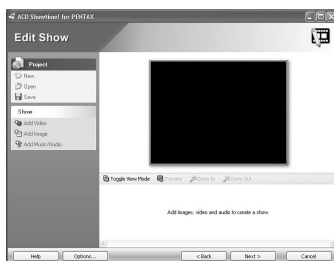 ACD Showtime! for PENTAX
Edit Show
Project
New
Open
Save
Show
Add Video
Add Image
Add Music/Audio
Toggle View Mode Preview Zoom In Zoom Out
Add images, video and audio to create a show.
Help Options... < Back Next > Cancel